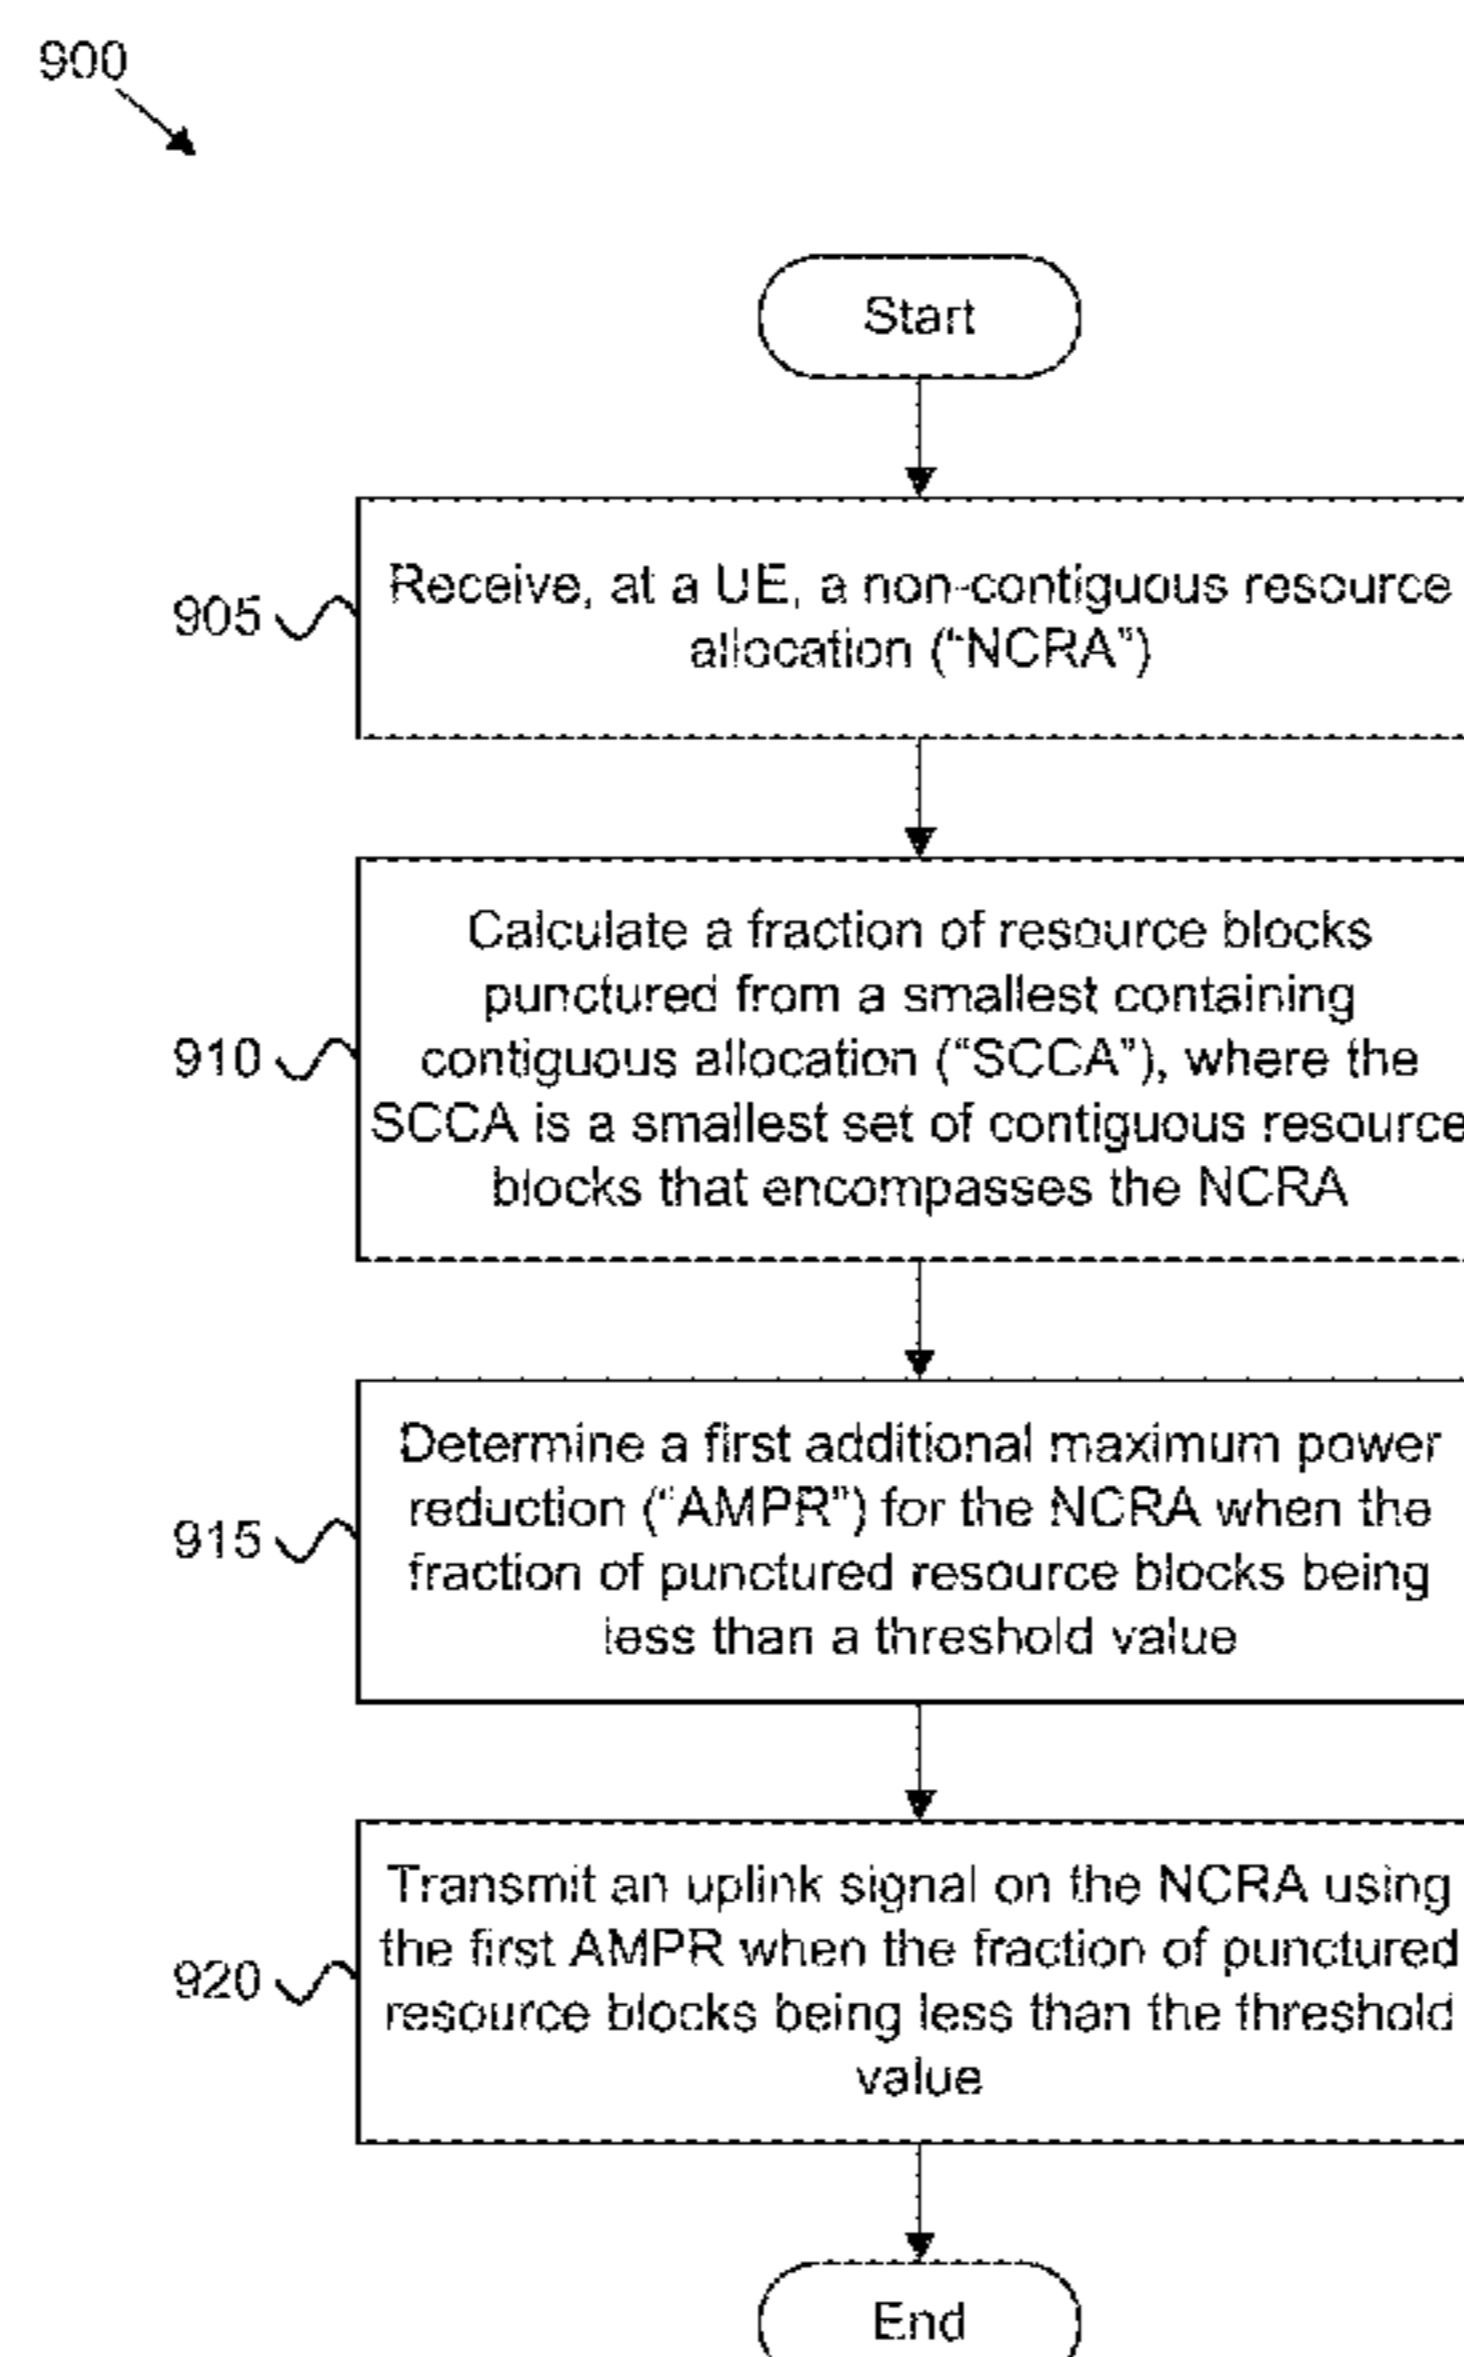 900
Start
905
Receive, at a UE, a non-contiguous resource
allocation (“NCRA”)
910
Calculate a fraction of resource blocks
punctured from a smallest containing
contiguous allocation (“SCCA”), where the
SCCA is a smallest set of contiguous resource
blocks that encompasses the NCRA
915
Determine a first additional maximum power
reduction (“AMPR”) for the NCRA when the
fraction of punctured resource blocks being
less than a threshold value
920
Transmit an uplink signal on the NCRA using
the first AMPR when the fraction of punctured
resource blocks being less than the threshold
value
End